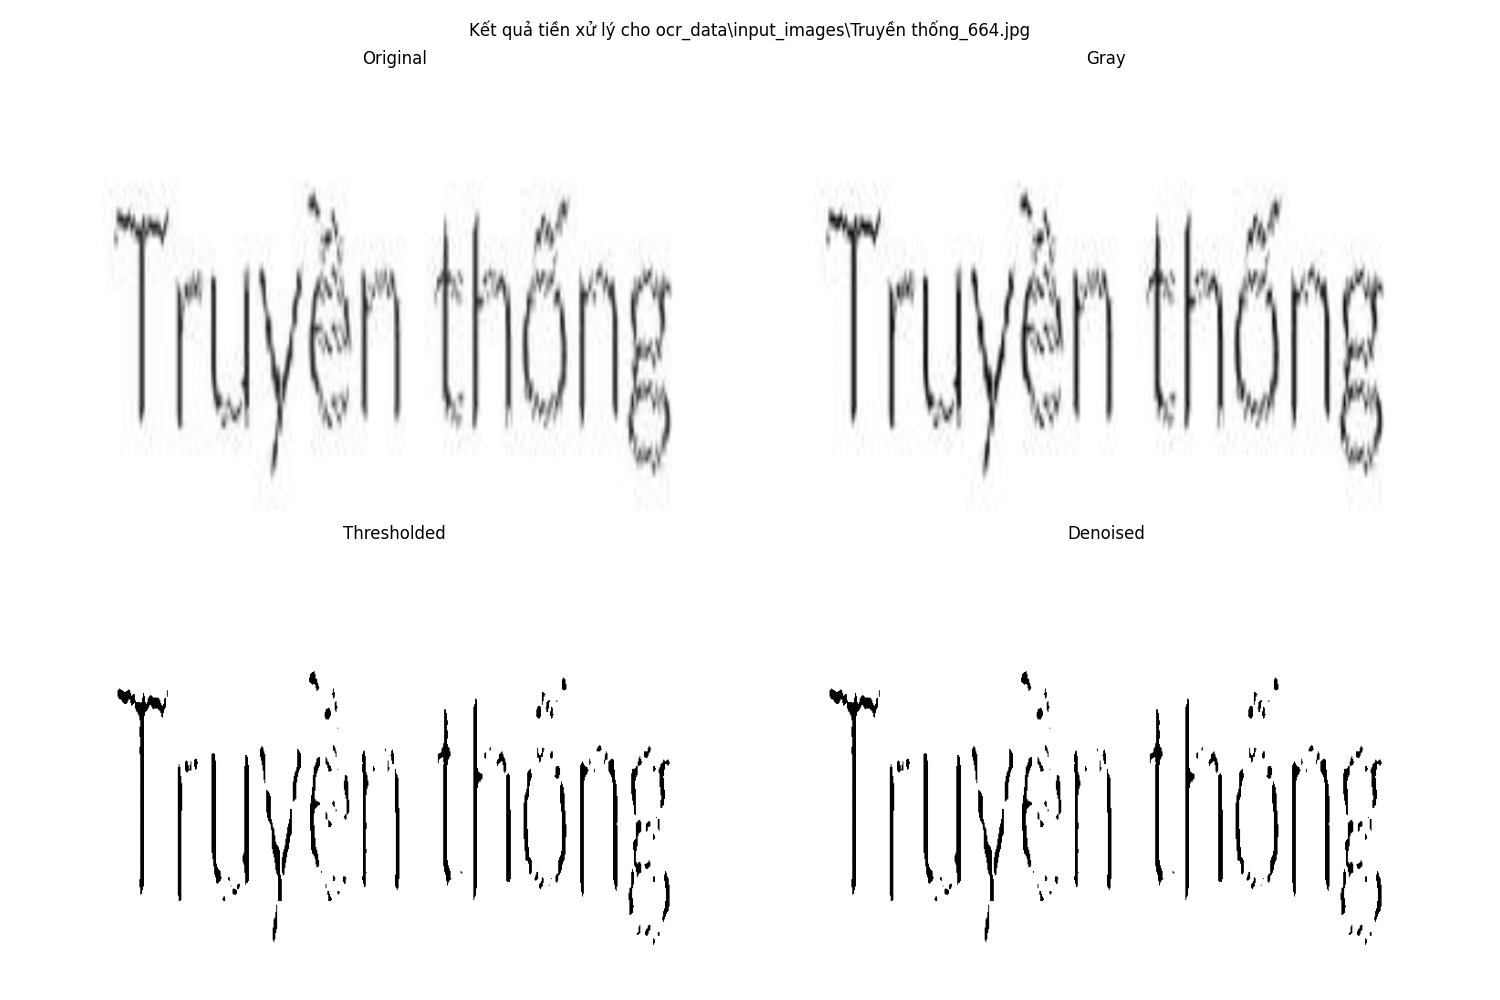 Kết quả tiền xử lý cho ocr_data\input_images\Truyền thống_664.jpg
Original
Gray
Truyền thống
Truyền thống
Thresholded
Denoised
Truyền thống
Truyền thống